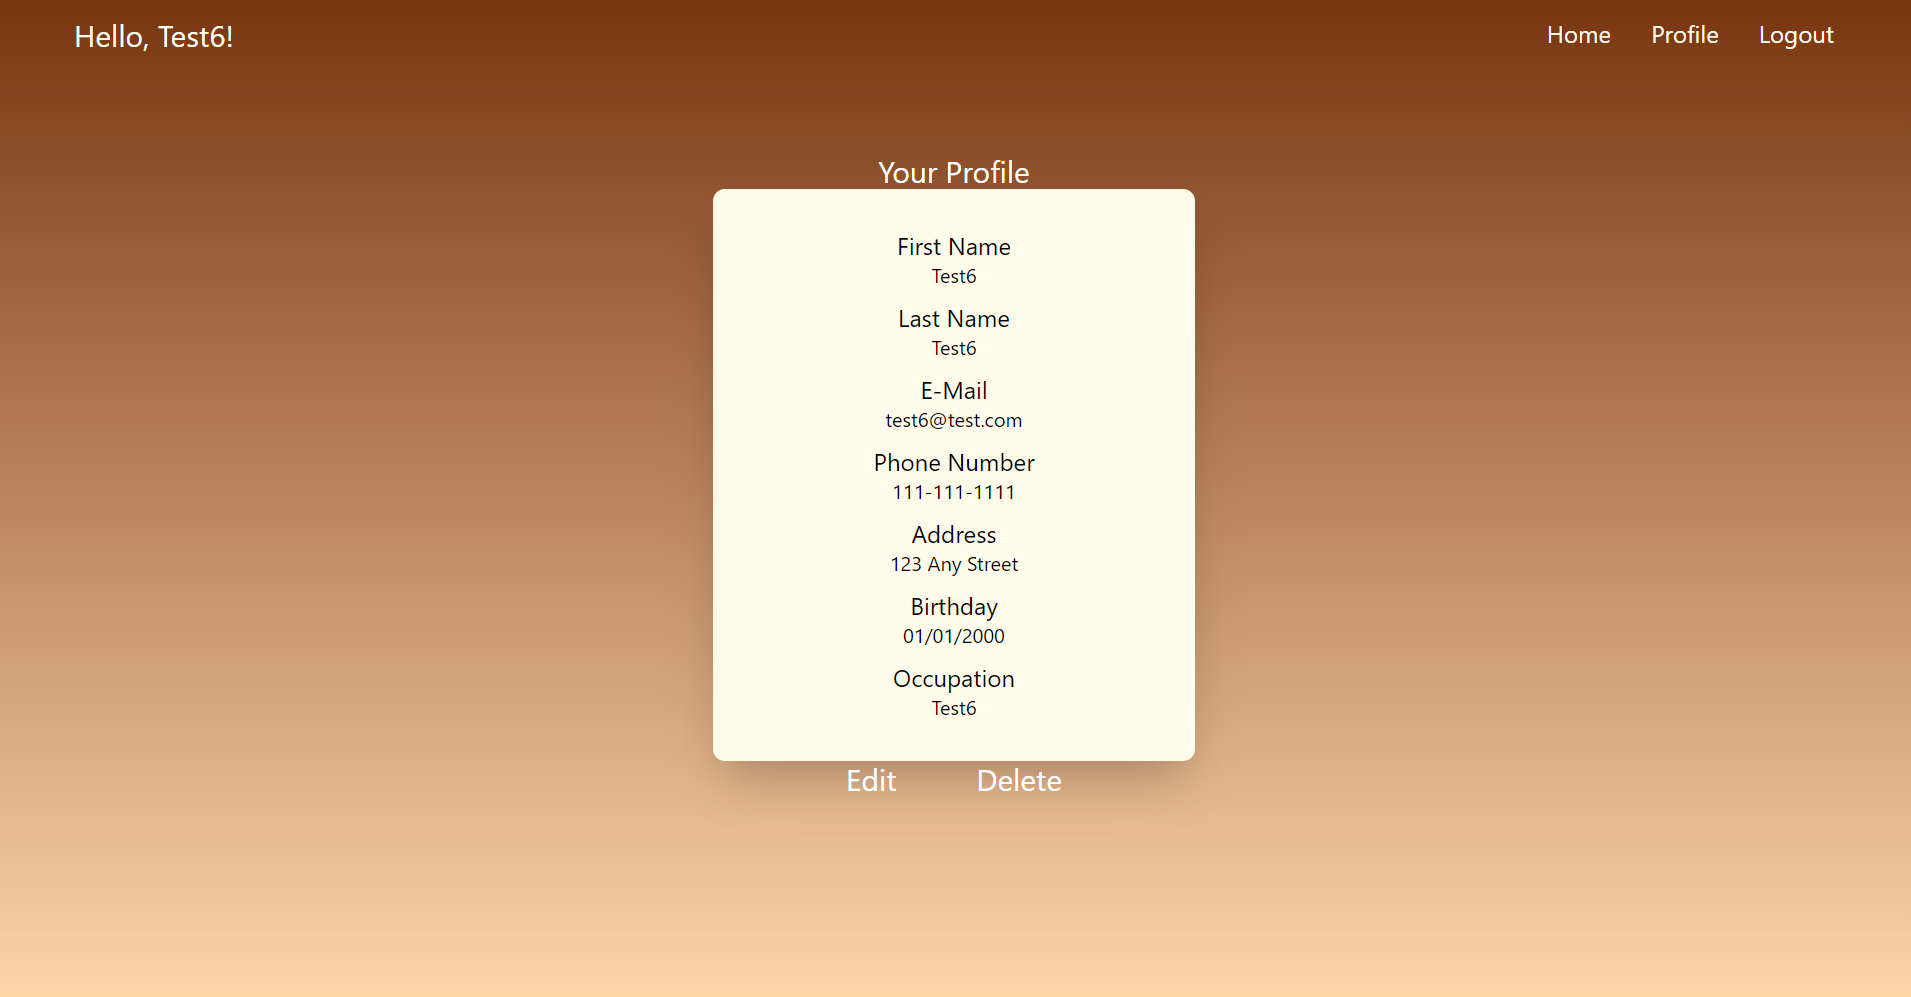 Hello, Test6!
Home Profile Logout
Your Profile
First Name
Test6
Last Name
Test6
E-Mail
test6@test.com
Phone Number
111-111-1111
Address
123 Any Street
Birthday
01/01/2000
Occupation
Test6
Edit Delete